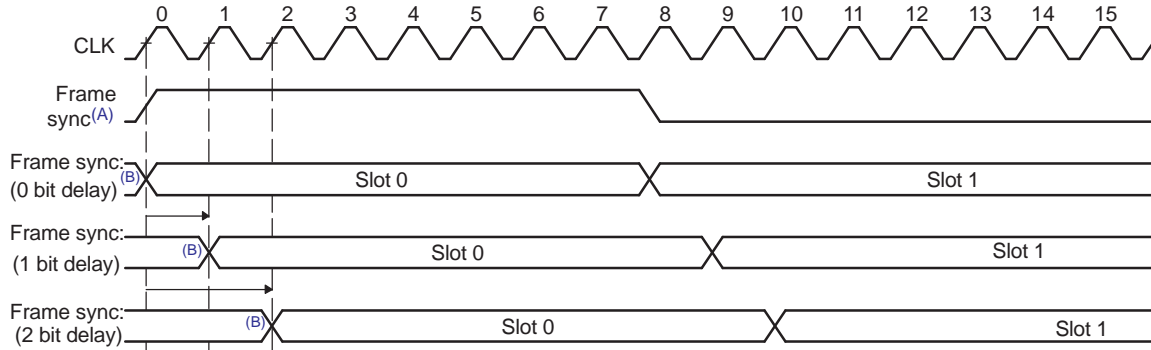 0 1 2 3 4 5 6 7 8 9 10 11 12 13 14 15
CLK
Frame
sync(A)
Frame sync:
(B)
(0 bit delay)
Slot 0
Slot 1
Frame sync:
(B)
(1 bit delay)
Slot 0
Slot 1
Frame sync:
(B)
(2 bit delay)
Slot 0
Slot 1